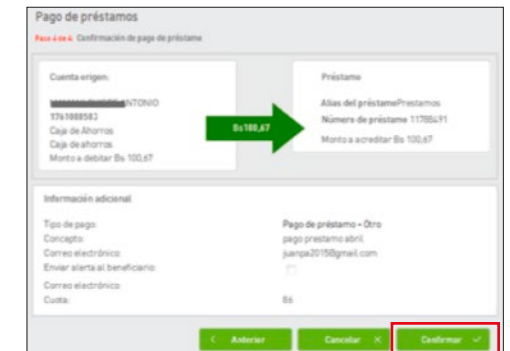 Pago de préstamos
Paso 4 de 4: Confirmación de pago de préstamo
Cuenta origen:
ANTONIO
1761088583
Caja de Ahorros
Caja de ahorros
Monto a debitar Bs 100,67
Bs100,67
Préstamo
Alias del préstamoPrestamos
Número de préstamo 11788491
Monto a acreditar Bs 100,67
Información adicional
Tipo de pago: Pago de préstamo - Otro
Concepto: pago prestamo abril
Correo electrónico: juanpa2015@gmail.com
Enviar alerta al beneficiario:
Correo electrónico:
Cuota: 86
Anterior
Cancelar
Confirmar